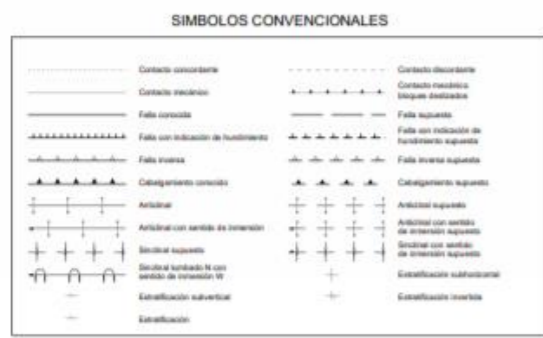 SIMBOLOS CONVENCIONALES
Contacto concordante
Contacto mecánico
Falla conocida
Falla con indicación de hundimiento
Falla inversa
Cabalgamiento conocido
Anticlinal
Anticlinal con sentido de inmersión
Sinclinal supuesto
Sinclinal tumbado N con
sentido de inmersión W
Estratificación subvertical
Estratificación
Contacto discordante
Contacto mecánico
bloques deslizados
Falla supuesta
Falla con indicación de
hundimiento supuesta
Falla inversa supuesta
Cabalgamiento supuesto
Anticlinal supuesto
Anticlinal con sentido
de inmersión supuesto
Sinclinal con sentido
de inmersión supuesto
Estratificación subhorizontal
Estratificación invertida